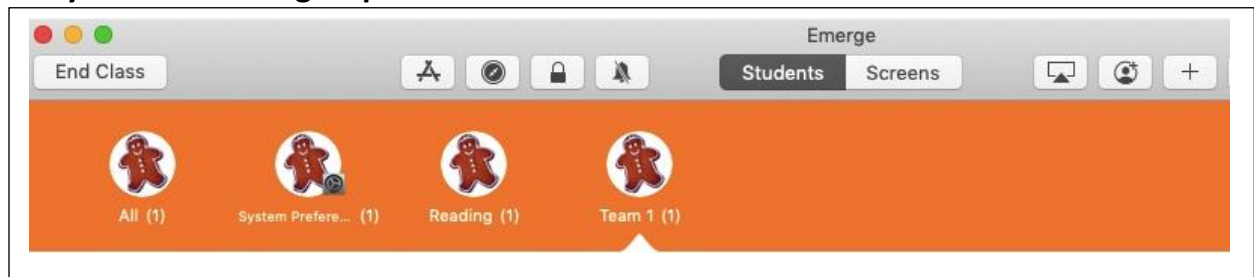 Emerge
End Class
Students Screens
All (1) System Prefere... (1) Reading (1) Team 1 (1)